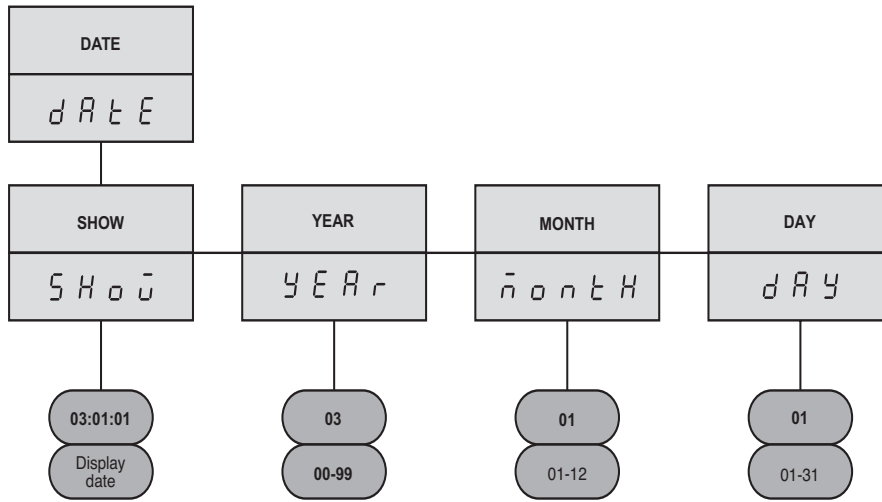 DATE
dAtE
SHOW
SHow
YEAR
YEAr
MONTH
montH
DAY
dAY
03:01:01
Display
date
03
00-99
01
01-12
01
01-31